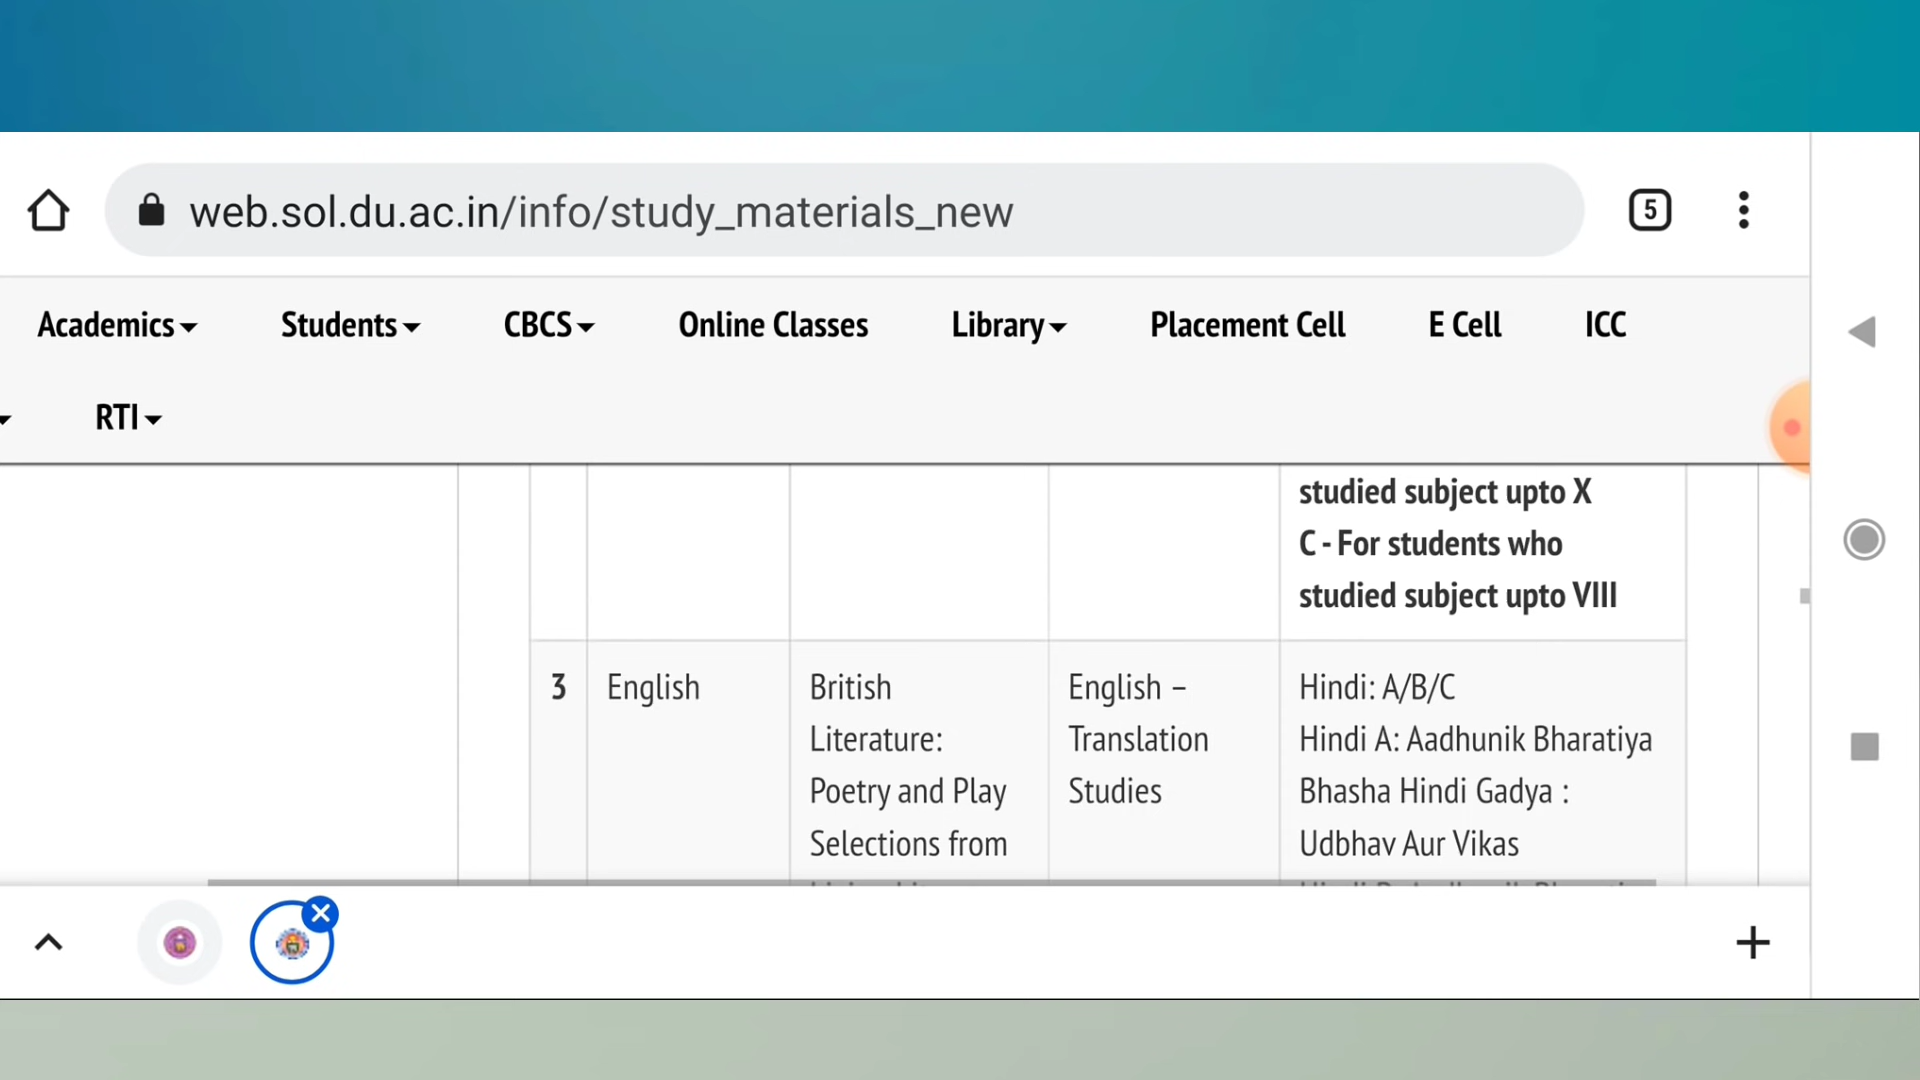 web.sol.du.ac.in/info/study_materials_new
5
Academics Students CBCS Online Classes Library Placement Cell E Cell ICC
RTI
studied subject upto X
C - For students who
studied subject upto VIII
3 English British English – Hindi: A/B/C
Literature: Translation Hindi A: Aadhunik Bharatiya
Poetry and Play Studies Bhasha Hindi Gadya :
Selections from Udbhav Aur Vikas